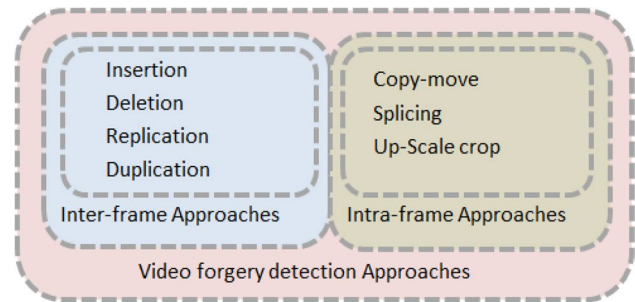 Insertion
Deletion
Replication
Duplication
Inter-frame Approaches
Copy-move
Splicing
Up-Scale crop
Intra-frame Approaches
Video forgery detection Approaches